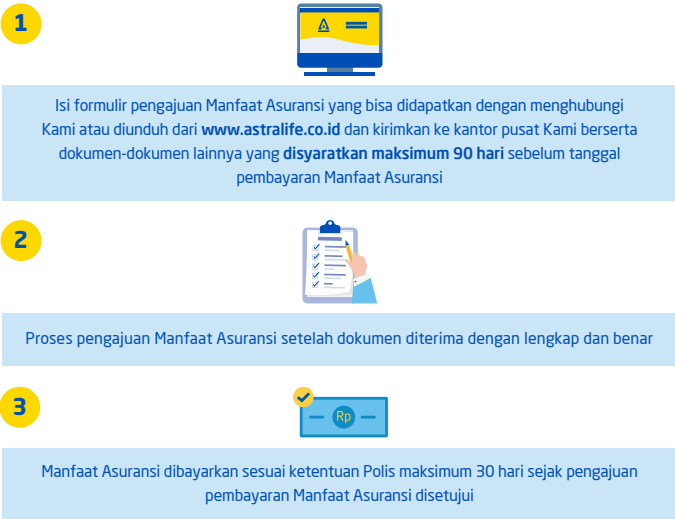 1
Isi formulir pengajuan Manfaat Asuransi yang bisa didapatkan dengan menghubungi
Kami atau diunduh dari www.astralife.co.id dan kirimkan ke kantor pusat Kami berserta
dokumen-dokumen lainnya yang disyaratkan maksimum 90 hari sebelum tanggal
pembayaran Manfaat Asuransi
2
Proses pengajuan Manfaat Asuransi setelah dokumen diterima dengan lengkap dan benar
3
Rp
Manfaat Asuransi dibayarkan sesuai ketentuan Polis maksimum 30 hari sejak pengajuan
pembayaran Manfaat Asuransi disetujui